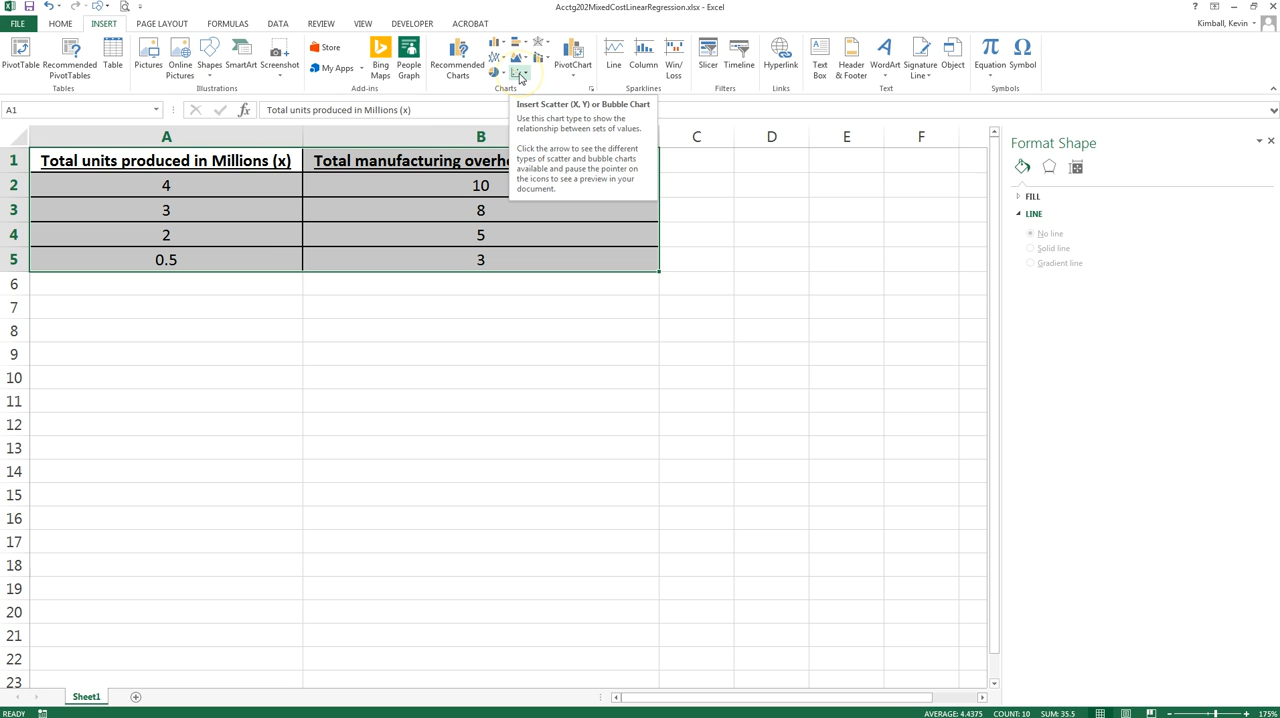 Acctg202MixedCostLinearRegression.xlsx - Excel
FILE HOME INSERT PAGE LAYOUT FORMULAS DATA REVIEW VIEW DEVELOPER ACROBAT
Kimball, Kevin
PivotTable
Recommended
PivotTables
Table
Tables
Pictures
Online
Pictures
Shapes
SmartArt
Screenshot
Illustrations
Store
My Apps
Bing
Maps
People
Graph
Add-ins
Recommended
Charts
PivotChart
Charts
Line
Column
Win/
Loss
Sparklines
Slicer
Timeline
Filters
Hyperlink
Links
Text
Box
Header
& Footer
WordArt
Signature
Line
Object
Text
Equation
Symbol
Symbols
A1
Total units produced in Millions (x)
Insert Scatter (X, Y) or Bubble Chart
Use this chart type to show the
relationship between sets of values.
Click the arrow to see the different
types of scatter and bubble charts
available and pause the pointer on
the icons to see a preview in your
document.
A B C D E F
1 Total units produced in Millions (x) Total manufacturing overhe
2 4 10
3 3 8
4 2 5
5 0.5 3
6
7
8
9
10
11
12
13
14
15
16
17
18
19
20
21
22
23
Format Shape
FILL
LINE
No line
Solid line
Gradient line
Sheet1
READY
AVERAGE: 4.4375 COUNT: 10 SUM: 35.5
175%